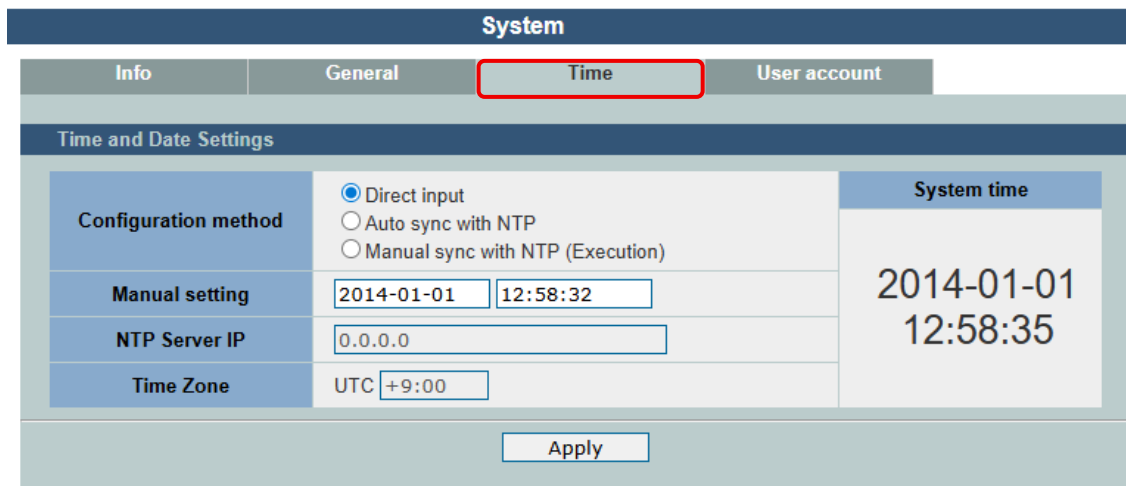 System
Info General Time User account
Time and Date Settings
Configuration method
Direct input
Auto sync with NTP
Manual sync with NTP (Execution)
System time
Manual setting 2014-01-01 12:58:32
2014-01-01
12:58:35
NTP Server IP 0.0.0.0
Time Zone UTC +9:00
Apply